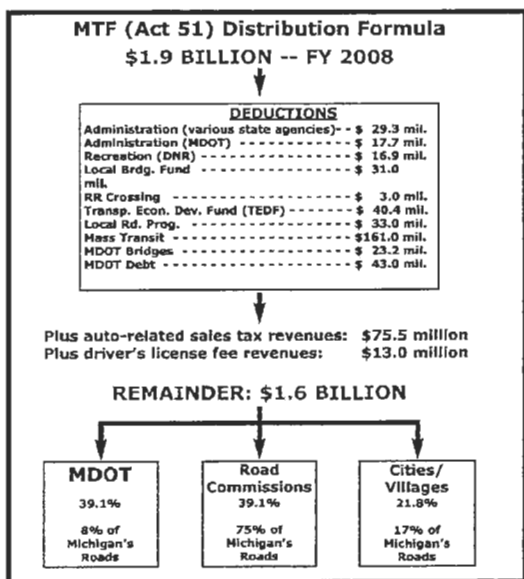 MTF (Act 51) Distribution Formula
$1.9 BILLION -- FY 2008
DEDUCTIONS
Administration (various state agencies)-- $ 29.3 mil.
Administration (MDOT) ------------- $ 17.7 mil.
Recreation (DNR) ------------------ $ 16.9 mil.
Local Brdg. Fund ------------------ $ 31.0
mil.
RR Crossing ------------------ $ 3.0 mil.
Transp. Econ. Dev. Fund (TEDF) -------- $ 40.4 mil.
Local Rd. Prog. -------------------- $ 33.0 mil.
Mass Transit --------------------- $161.0 mil.
MDOT Bridges -------------------- $ 23.2 mil.
MDOT Debt ---------------------- $ 43.0 mil.
Plus auto-related sales tax revenues: $75.5 million
Plus driver's license fee revenues: $13.0 million
REMAINDER: $1.6 BILLION
MDOT
39.1%
8% of
Michigan's
Roads
Road
Commissions
39.1%
75% of
Michigan's
Roads
Cities/
Villages
21.8%
17% of
Michigan's
Roads